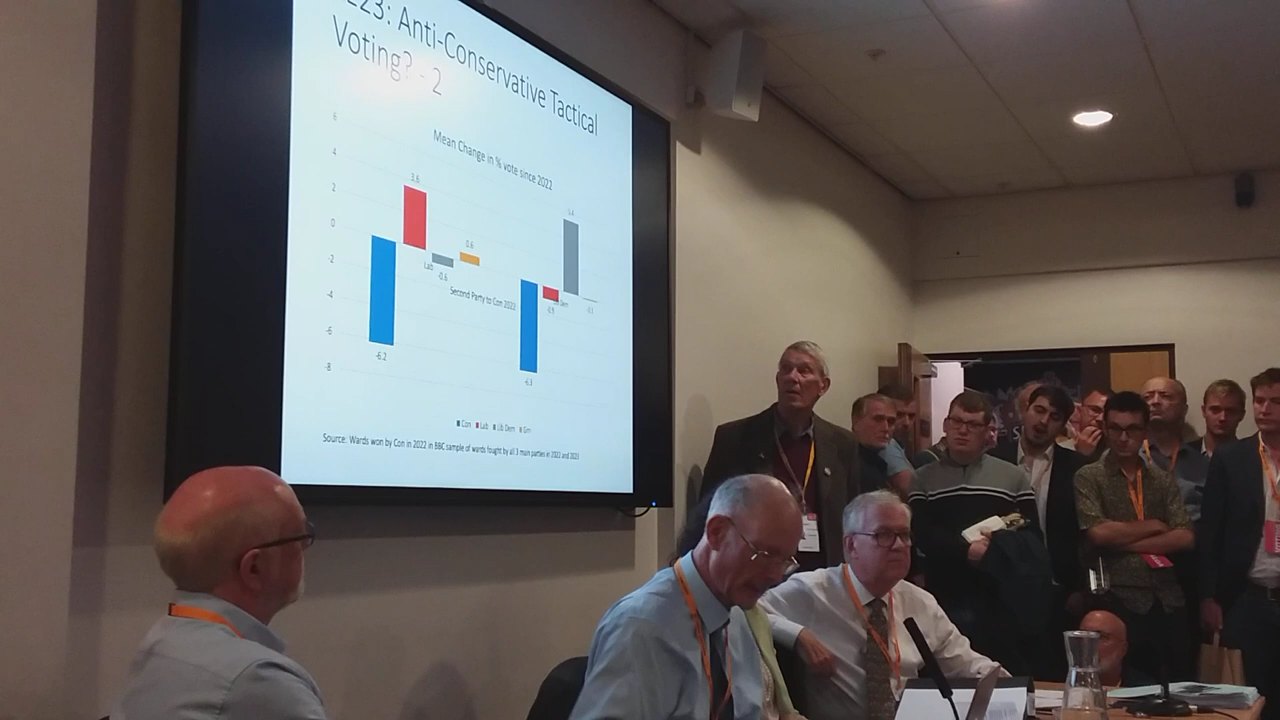 E23: Anti-Conservative Tactical
Voting? - 2
Mean Change in % vote since 2022
6
4
2
0
-2
-4
-6
-8
3.6
Lab
-0.6
0.6
-6.2
Second Party to Con 2022
-0.9
Dem
-6.3
Con Lab Lib Dem Grn
Source: Wards won by Con in 2022 in BBC sample of wards fought by all 3 main parties in 2022 and 2023